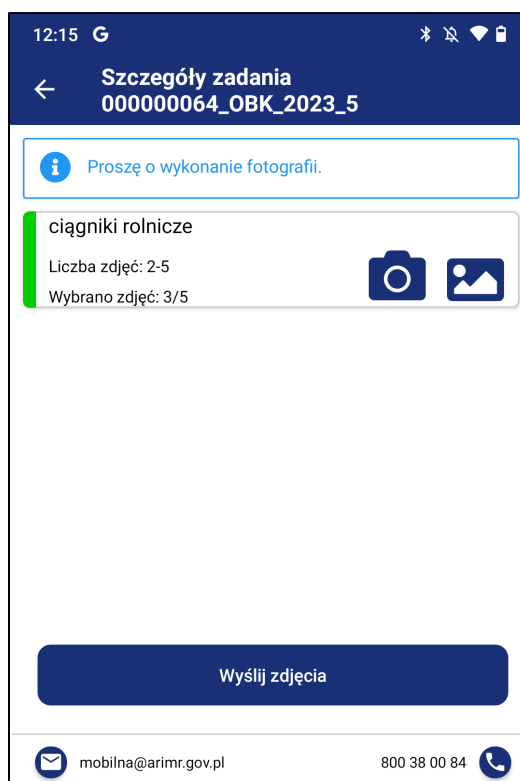 12:15 G
Szczegóły zadania
000000064_OBK_2023_5
Proszę o wykonanie fotografii.
ciągniki rolnicze
Liczba zdjęć: 2-5
Wybrano zdjęć: 3/5
Wyślij zdjęcia
mobilna@arimr.gov.pl 800 38 00 84